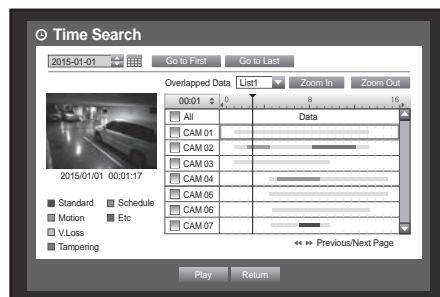 Time Search
2015-01-01
Go to First
Go to Last
Overlapped Data List1 Zoom In Zoom Out
00:01 0 8 16
All Data
CAM 01
CAM 02
CAM 03
CAM 04
CAM 05
CAM 06
CAM 07
2015/01/01 00:01:17
Standard Schedule
Motion Etc
V.Loss
Tampering
Previous/Next Page
Play Return